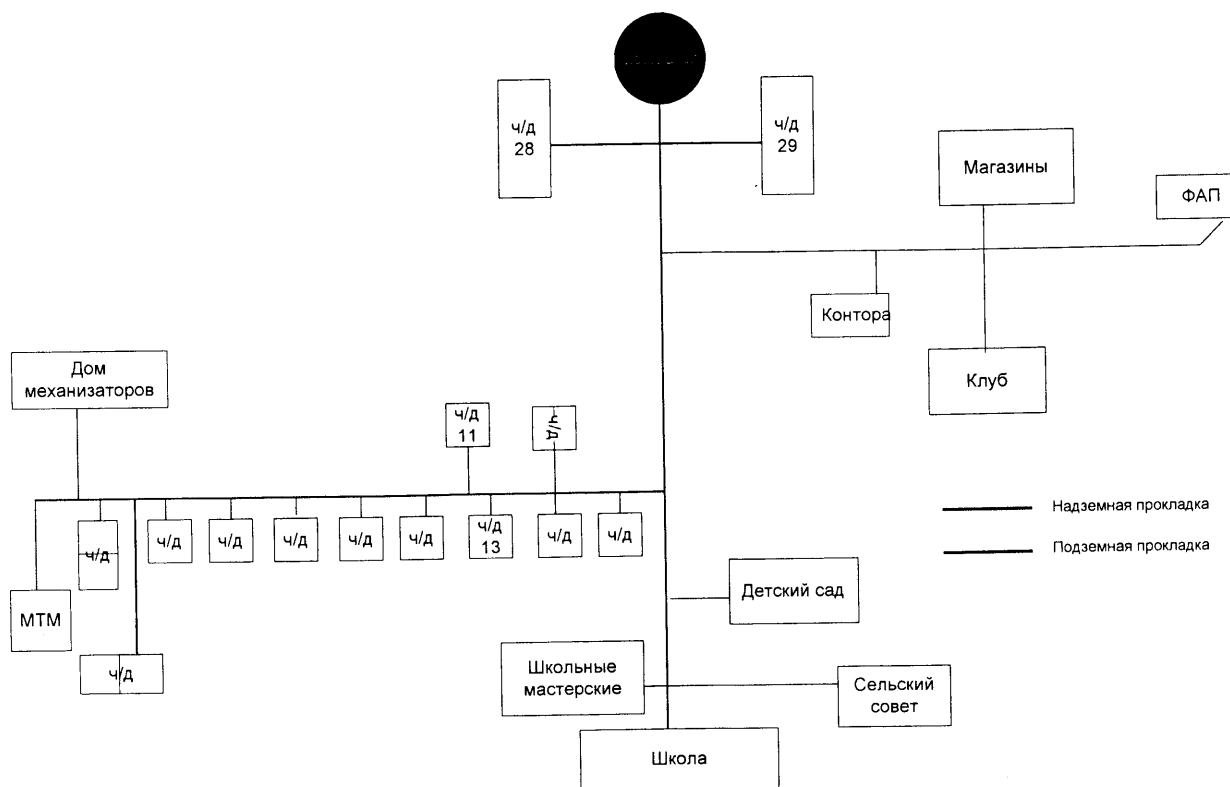 ч/д
28
ч/д
29
Магазины
ФАП
Контора
Клуб
Дом
механизаторов
ч/д
11
ч/д
Надземная прокладка
Подземная прокладка
ч/д
ч/д
ч/д
ч/д
ч/д
ч/д
ч/д
13
ч/д
ч/д
Детский сад
МТМ
ч/д
Школьные
мастерские
Сельский
совет
Школа